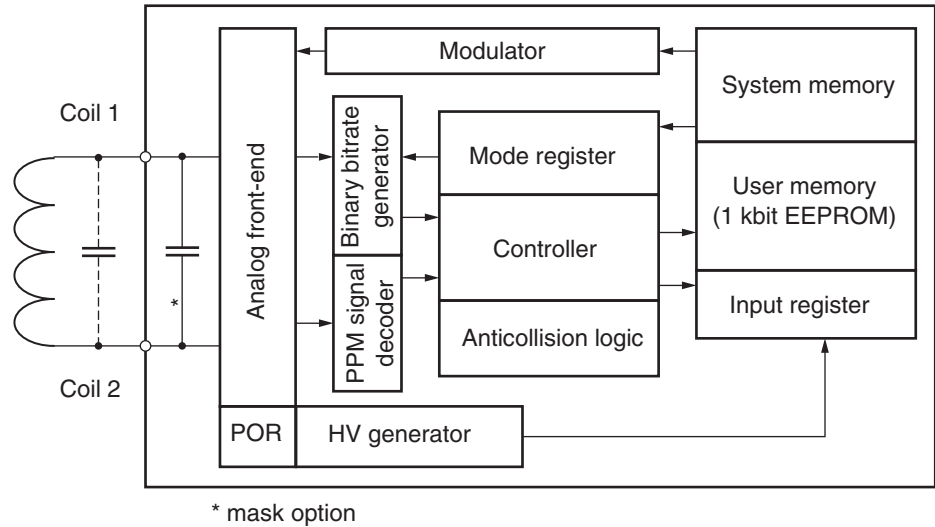 Modulator
System memory
Coil 1
Analog front-end
Binary bitrate
generator
Mode register
User memory
(1 kbit EEPROM)
Controller
*
PPM signal
decoder
Input register
Anticollision logic
Coil 2
POR
HV generator
* mask option